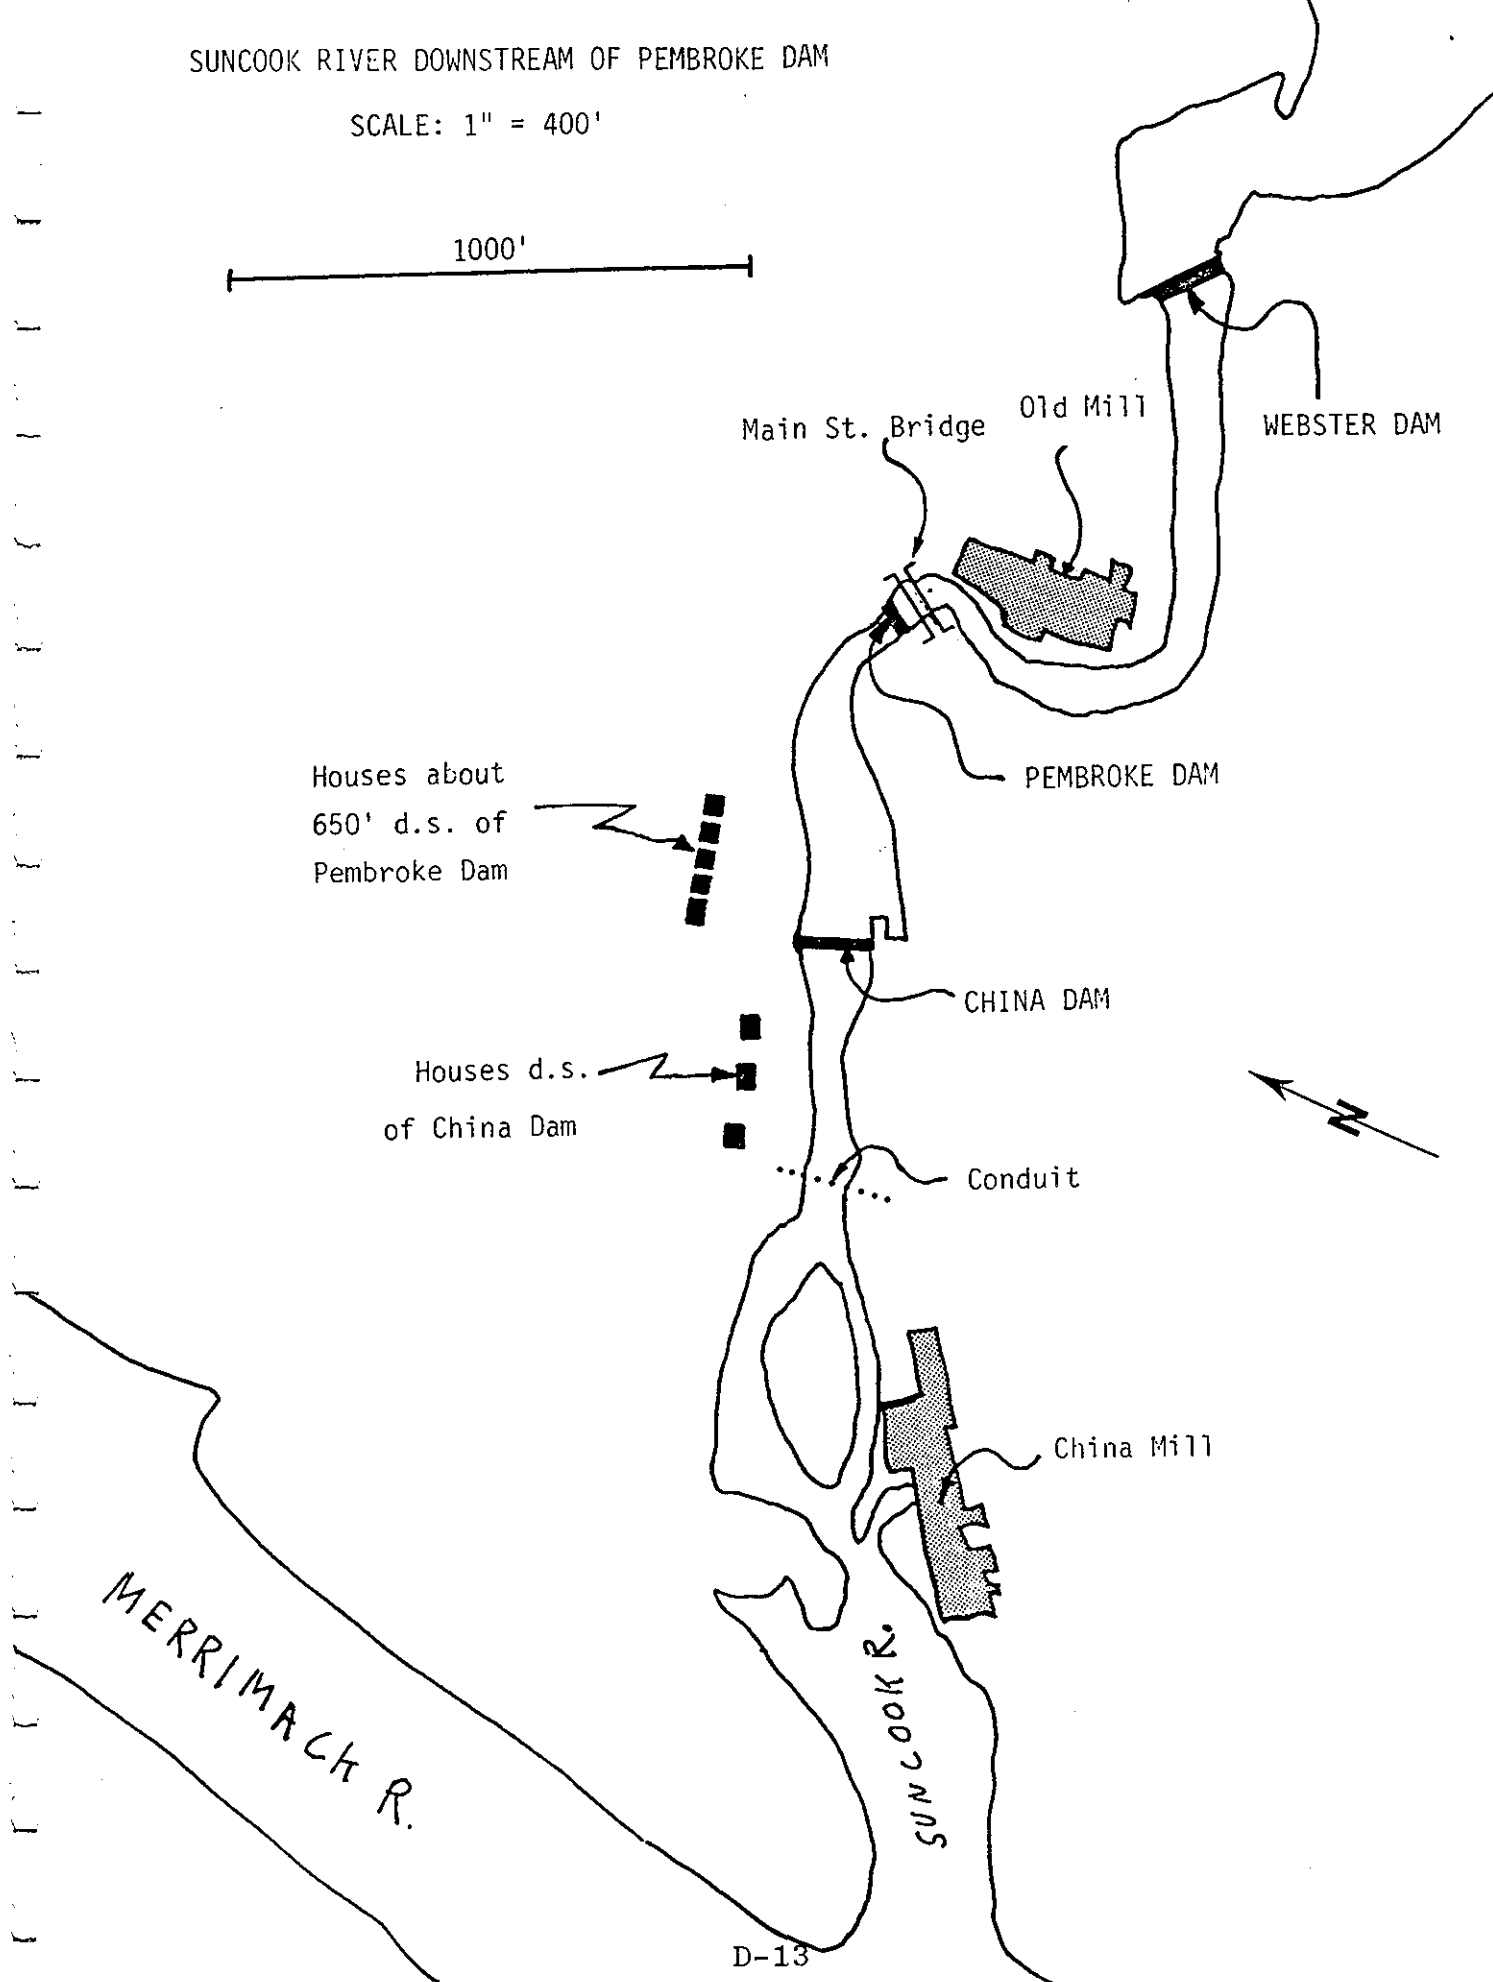 SUNCOOK RIVER DOWNSTREAM OF PEMBROKE DAM
SCALE: 1" = 400'
1000'
Main St. Bridge
Old Mill
WEBSTER DAM
PEMBROKE DAM
Houses about
650' d.s. of
Pembroke Dam
CHINA DAM
Houses d.s.
of China Dam
N
Conduit
China Mill
MERRIMACK R.
SUNCOOK R.
D-13